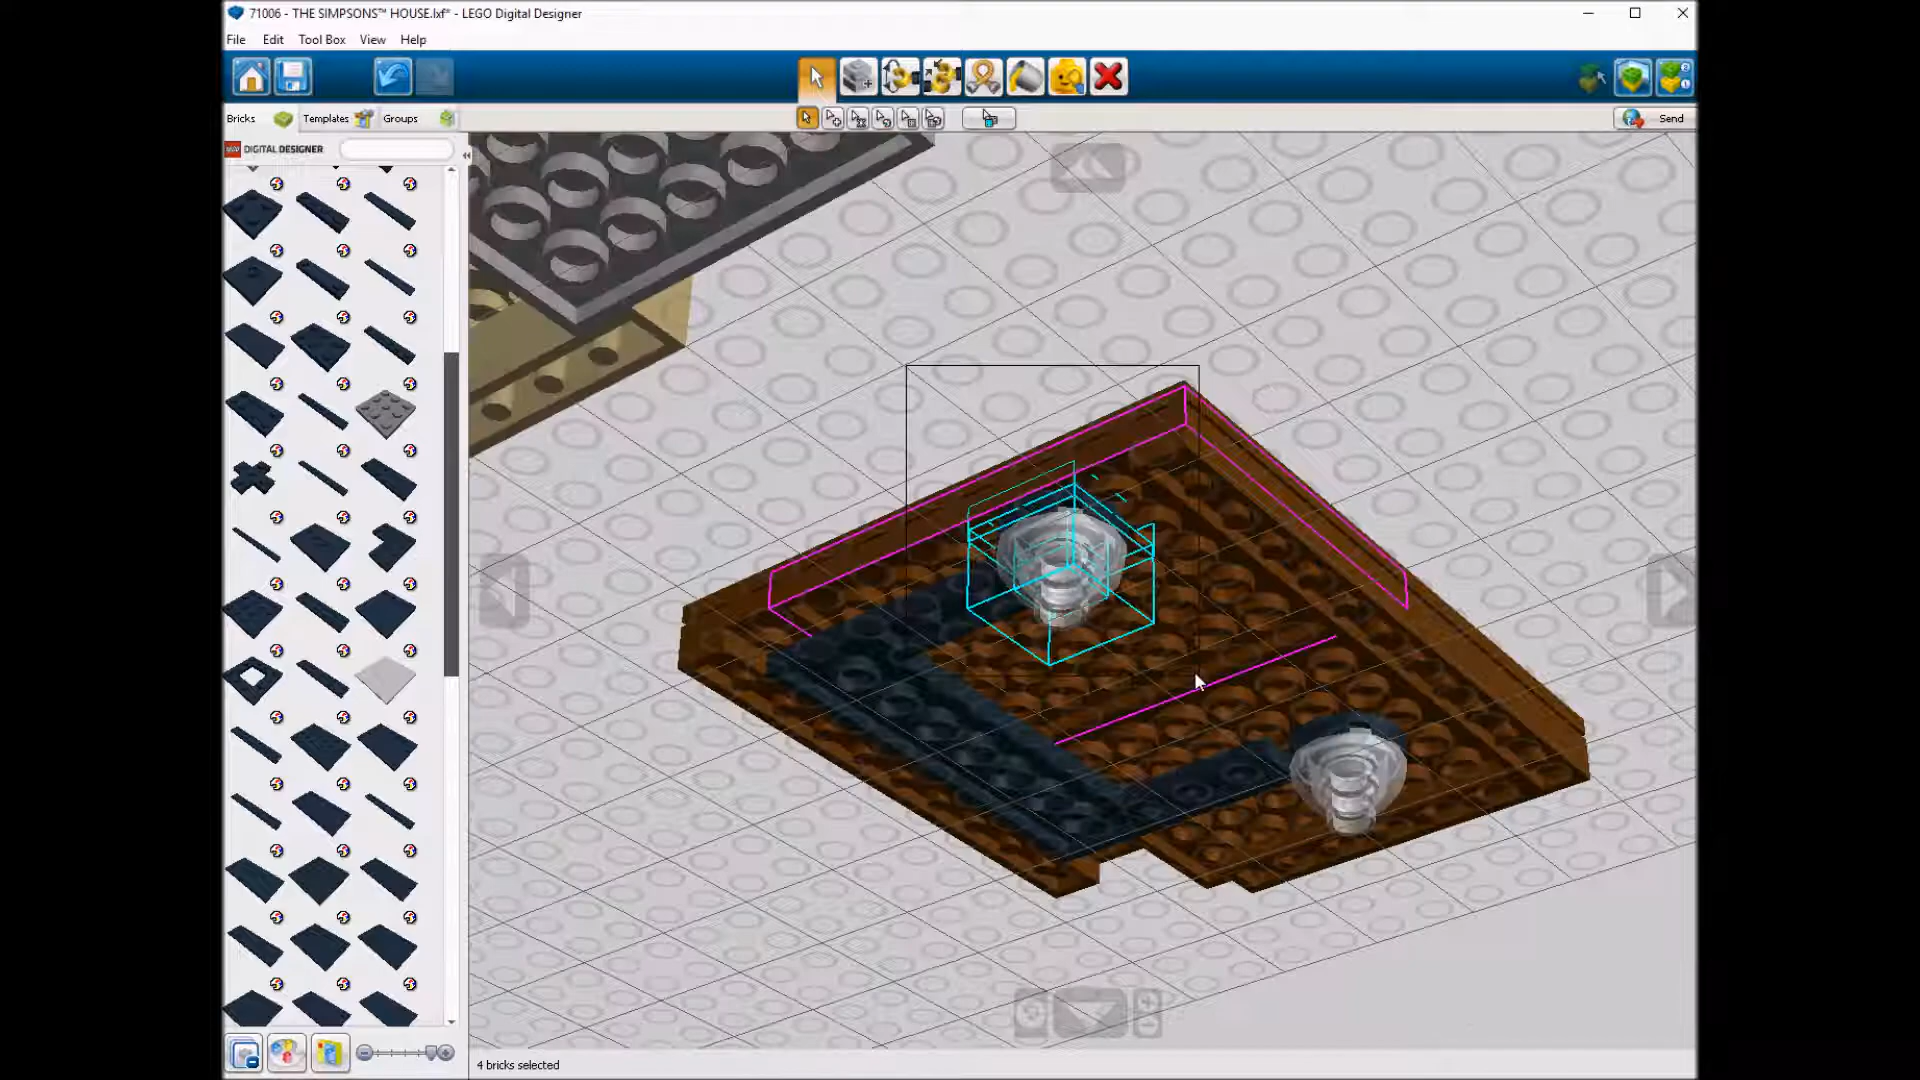 71006 - THE SIMPSONS™ HOUSE.lxf* - LEGO Digital Designer
File Edit Tool Box View Help
Bricks Templates Groups
Send
LEGO DIGITAL DESIGNER
4 bricks selected